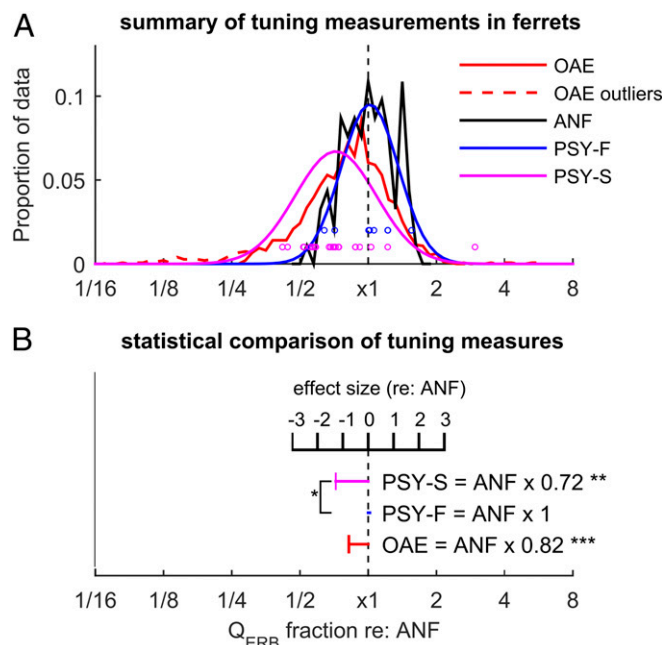 A summary of tuning measurements in ferrets
Proportion of data
0.1
0.05
0
OAE
OAE outliers
ANF
PSY-F
PSY-S
1/16 1/8 1/4 1/2 x1 2 4 8
B statistical comparison of tuning measures
effect size (re: ANF)
-3 -2 -1 0 1 2 3
PSY-S = ANF x 0.72 **
*
PSY-F = ANF x 1
OAE = ANF x 0.82 ***
1/16 1/8 1/4 1/2 x1 2 4 8
Q_ERB fraction re: ANF